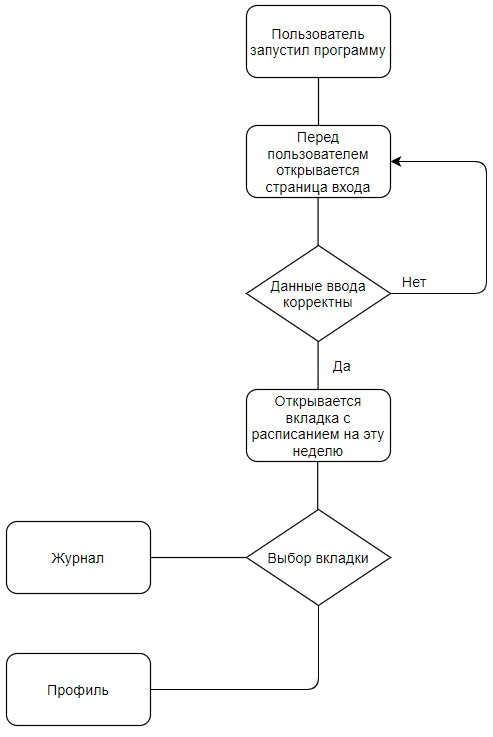 Пользователь
запустил программу
Перед
пользователем
открывается
страница входа
Данные ввода
корректны
Нет
Да
Открывается
вкладка с
расписанием на эту
неделю
Журнал
Выбор вкладки
Профиль